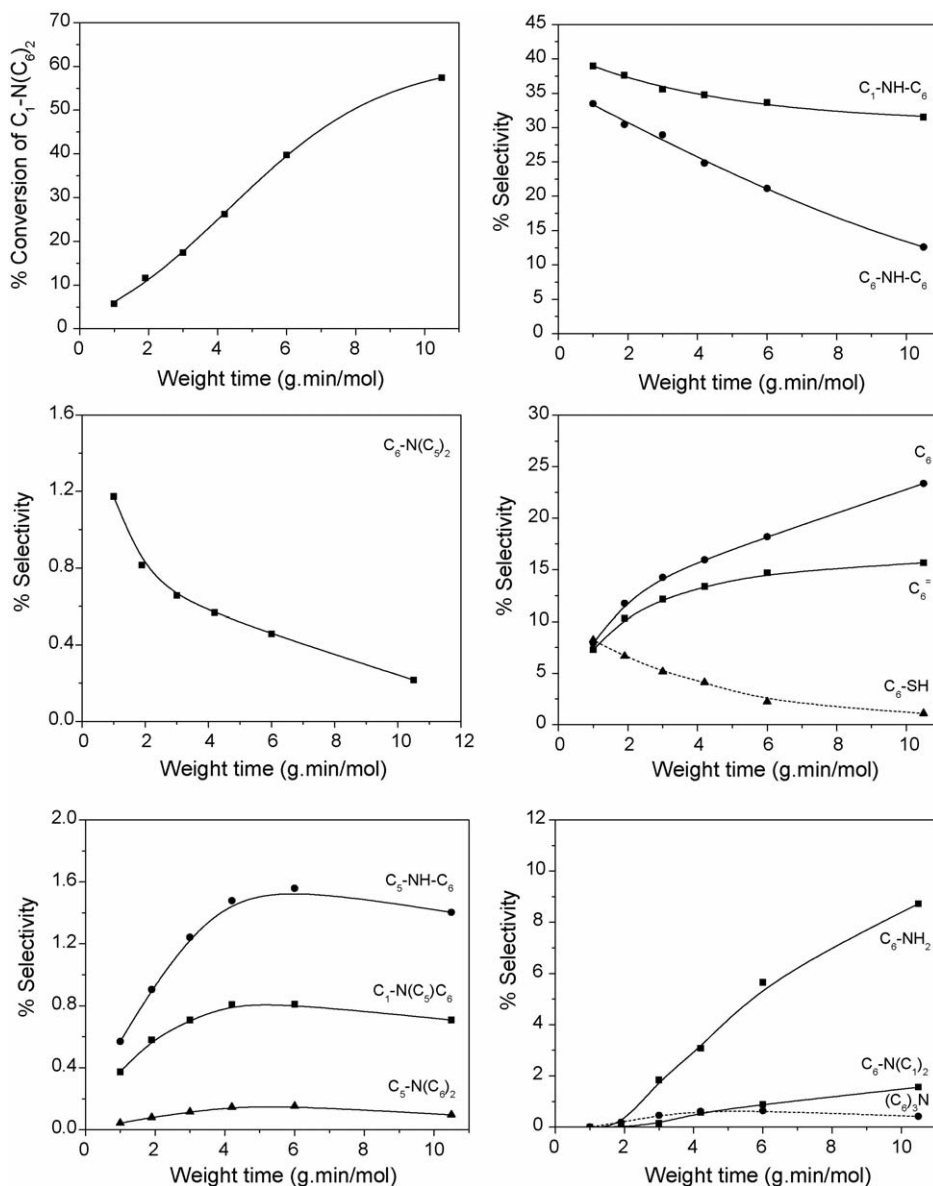 % Conversion of C₁-N(C₆)₂
70
60
50
40
30
20
10
0
0 2 4 6 8 10
Weight time (g.min/mol)
% Selectivity
45
40
35
30
25
20
15
10
5
0
C₁-NH-C₆
C₆-NH-C₆
0 2 4 6 8 10
Weight time (g.min/mol)
% Selectivity
1.6
1.2
0.8
0.4
0.0
C₆-N(C₅)₂
0 2 4 6 8 10 12
Weight time (g.min/mol)
% Selectivity
30
25
20
15
10
5
0
C₆
C₆⁼
C₆-SH
0 2 4 6 8 10
Weight time (g.min/mol)
% Selectivity
2.0
1.6
1.2
0.8
0.4
0.0
C₅-NH-C₆
C₁-N(C₅)C₆
C₅-N(C₆)₂
0 2 4 6 8 10
Weight time (g.min/mol)
% Selectivity
12
10
8
6
4
2
0
C₆-NH₂
C₆-N(C₁)₂
(C₆)₃N
0 2 4 6 8 10
Weight time (g.min/mol)